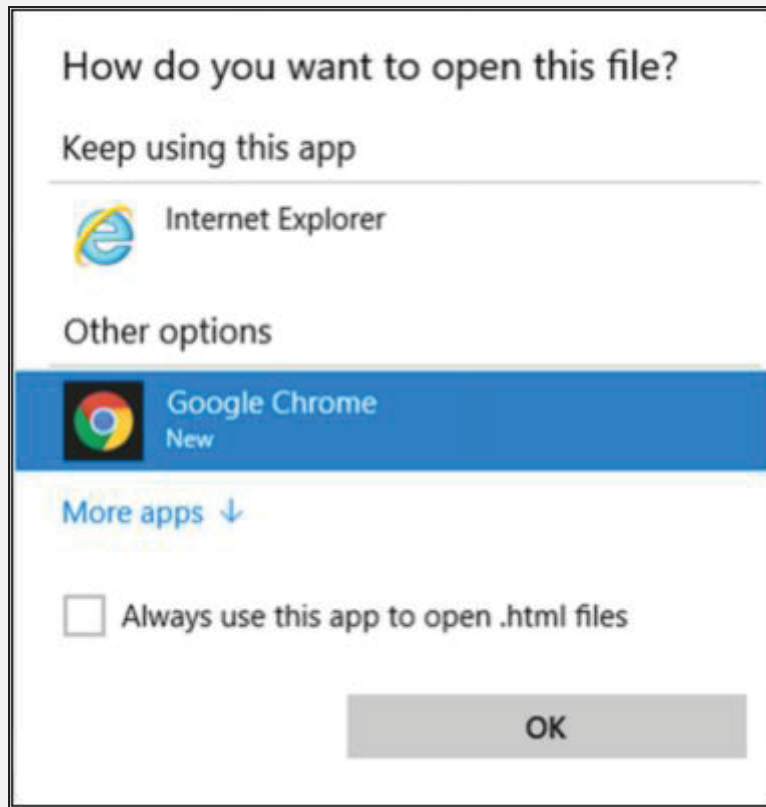 How do you want to open this file?
Keep using this app
Internet Explorer
Other options
Google Chrome
New
More apps ↓
Always use this app to open .html files
OK